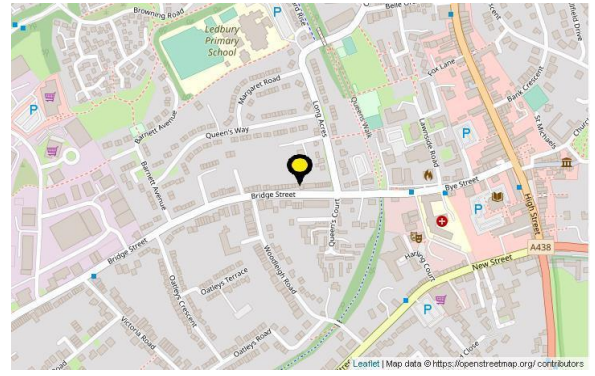 Browning Road
Ledbury
Primary
School
P
Belle
Fox Lane
Bank Crescent
St Michaels
Margaret Road
Long Acres
Queens Walk
Lawnside Road
P
P
Barnett Avenue
Queen's Way
Barnett Avenue
Bye Street
Bridge Street
High Street
P
Queen's Court
A438
Bridge Street
Harling Court
New Street
Woodleigh Road
Oatleys Terrace
Oatleys Crescent
P
Victoria Road
Oatleys Road
Close
Leaflet | Map data © https://openstreetmap.org/ contributors